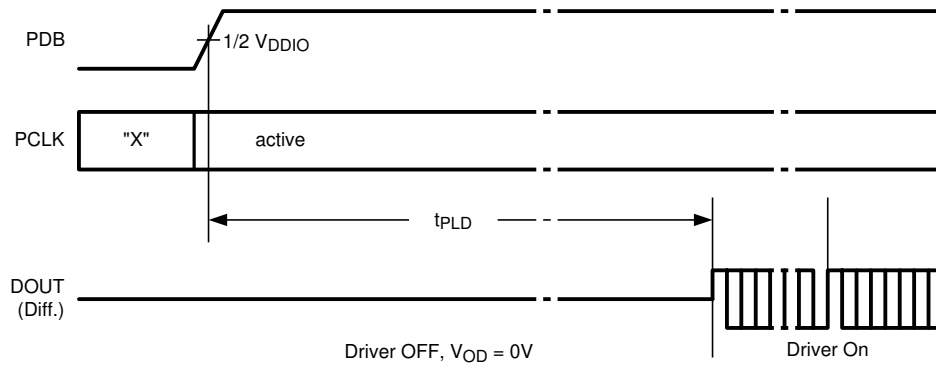 PDB
1/2 VDDIO
PCLK
"X"
active
tPLD
DOUT
(Diff.)
Driver OFF, VOD = 0V
Driver On